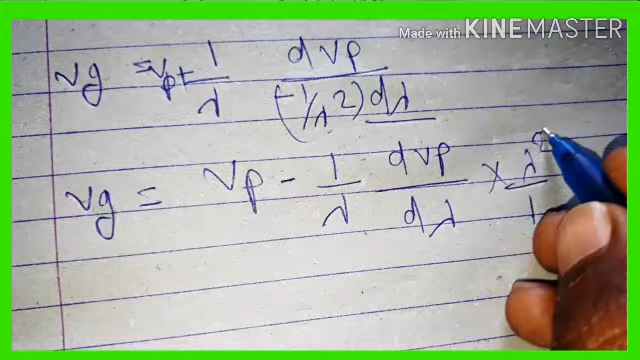 Made with KINEMASTER
vg = vp + 1/λ dvp/(-1/λ2) dλ
vg = vp - 1/λ dvp/dλ × λ2/1